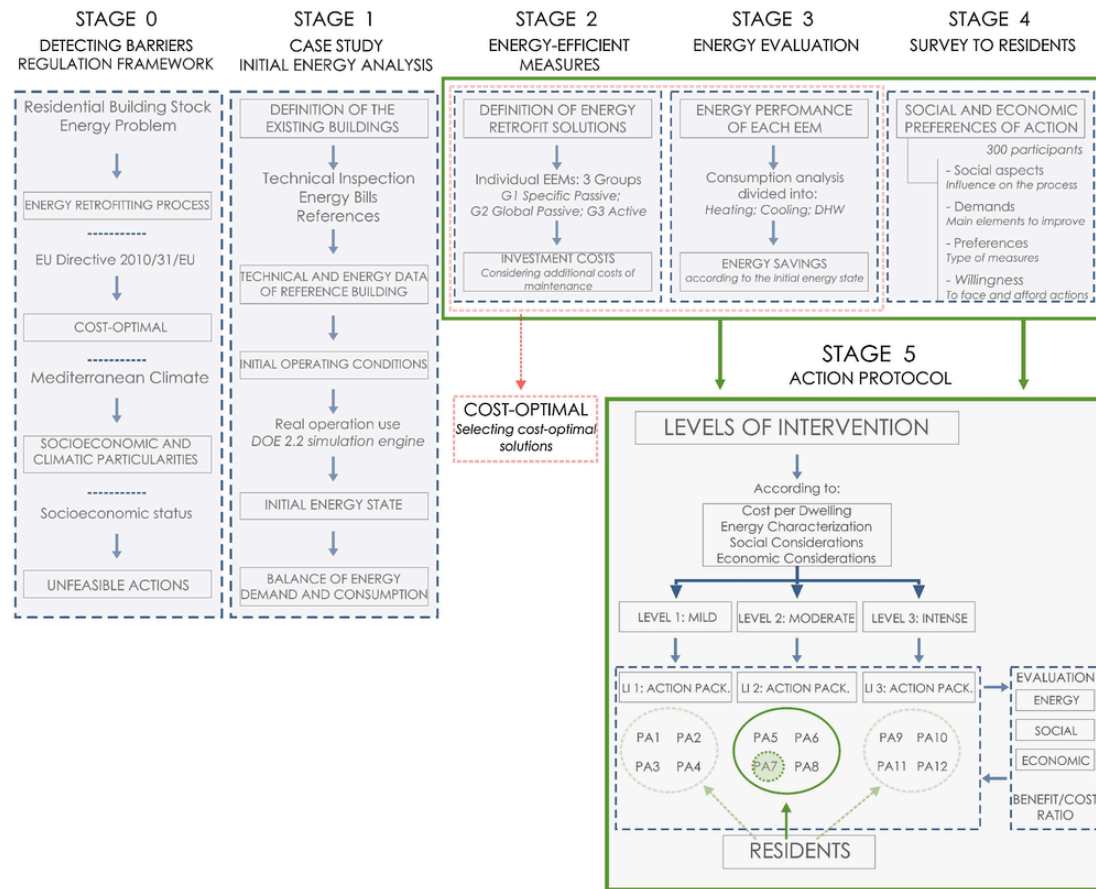 STAGE 0
DETECTING BARRIERS
REGULATION FRAMEWORK
Residential Building Stock
Energy Problem
ENERGY RETROFITTING PROCESS
EU Directive 2010/31/EU
COST-OPTIMAL
Mediterranean Climate
SOCIOECONOMIC AND
CLIMATIC PARTICULARITIES
Socioeconomic status
UNFEASIBLE ACTIONS
STAGE 1
CASE STUDY
INITIAL ENERGY ANALYSIS
DEFINITION OF THE
EXISTING BUILDINGS
Technical Inspection
Energy Bills
References
TECHNICAL AND ENERGY DATA
OF REFERENCE BUILDING
INITIAL OPERATING CONDITIONS
Real operation use
DOE 2.2 simulation engine
INITIAL ENERGY STATE
BALANCE OF ENERGY
DEMAND AND CONSUMPTION
STAGE 2
ENERGY-EFFICIENT
MEASURES
DEFINITION OF ENERGY
RETROFIT SOLUTIONS
Individual EEMs: 3 Groups
G1 Specific Passive;
G2 Global Passive; G3 Active
INVESTMENT COSTS
Considering additional costs of
maintenance
COST-OPTIMAL
Selecting cost-optimal
solutions
STAGE 3
ENERGY EVALUATION
ENERGY PERFOMANCE
OF EACH EEM
Consumption analysis
divided into:
Heating; Cooling; DHW
ENERGY SAVINGS
according to the initial energy state
STAGE 4
SURVEY TO RESIDENTS
SOCIAL AND ECONOMIC
PREFERENCES OF ACTION
300 participants
- Social aspects
Influence on the process
- Demands
Main elements to improve
- Preferences
Type of measures
- Willingness
To face and afford actions
STAGE 5
ACTION PROTOCOL
LEVELS OF INTERVENTION
According to:
Cost per Dwelling
Energy Characterization
Social Considerations
Economic Considerations
LEVEL 1: MILD
LEVEL 2: MODERATE
LEVEL 3: INTENSE
LI 1: ACTION PACK.
LI 2: ACTION PACK.
LI 3: ACTION PACK.
PA1 PA2
PA3 PA4
PA5 PA6
PA7 PA8
PA9 PA10
PA11 PA12
EVALUATION
ENERGY
SOCIAL
ECONOMIC
BENEFIT/COST
RATIO
RESIDENTS